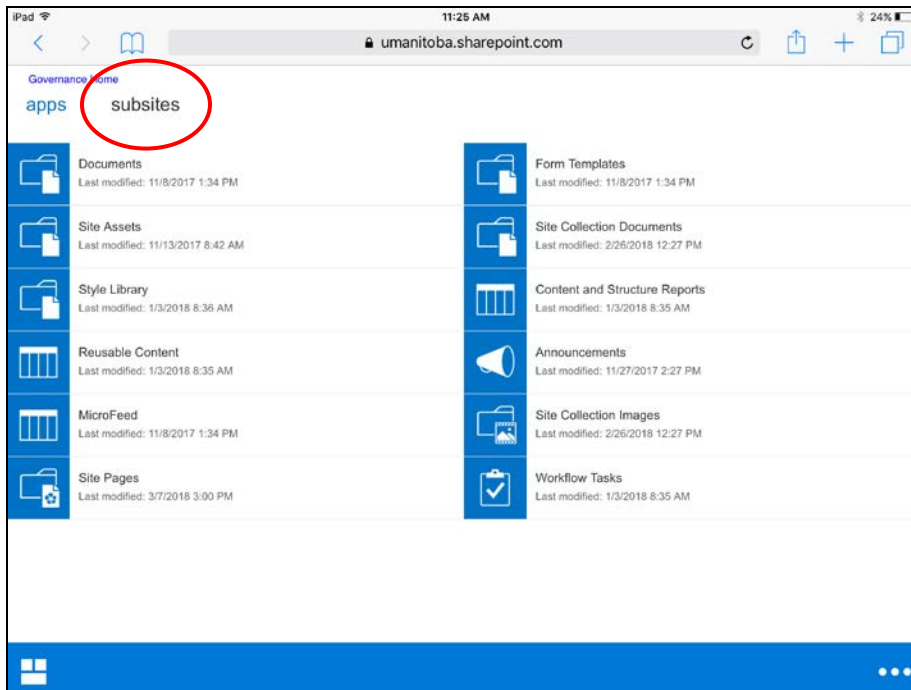 iPad
11:25 AM
24%
umanitoba.sharepoint.com
Governance Home
apps subsites
Documents
Last modified: 11/8/2017 1:34 PM
Form Templates
Last modified: 11/8/2017 1:34 PM
Site Assets
Last modified: 11/13/2017 8:42 AM
Site Collection Documents
Last modified: 2/26/2018 12:27 PM
Style Library
Last modified: 1/3/2018 8:36 AM
Content and Structure Reports
Last modified: 1/3/2018 8:35 AM
Reusable Content
Last modified: 1/3/2018 8:35 AM
Announcements
Last modified: 11/27/2017 2:27 PM
MicroFeed
Last modified: 11/8/2017 1:34 PM
Site Collection Images
Last modified: 2/26/2018 12:27 PM
Site Pages
Last modified: 3/7/2018 3:00 PM
Workflow Tasks
Last modified: 1/3/2018 8:35 AM